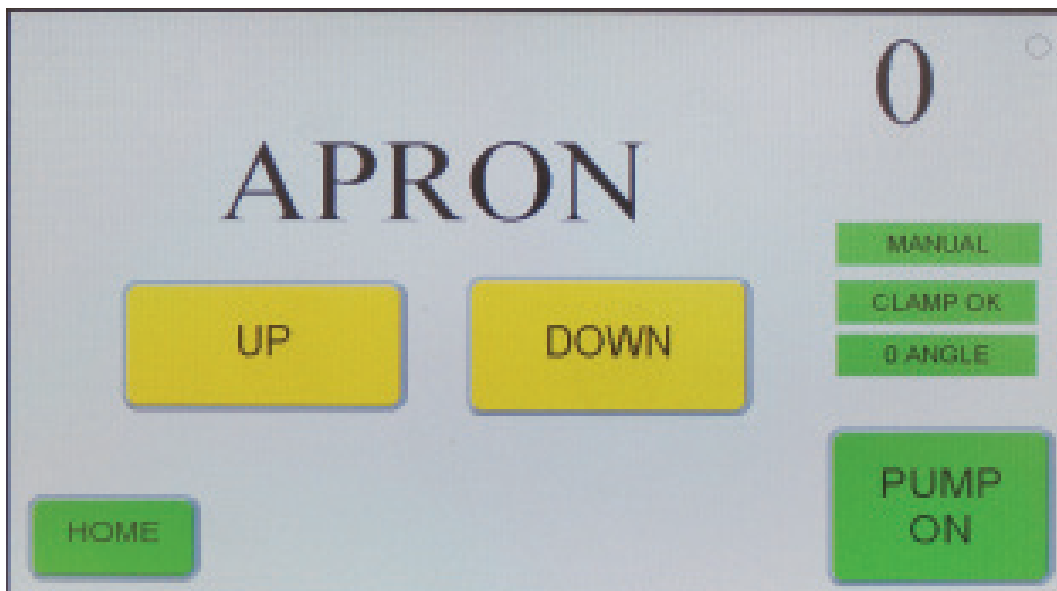 0
APRON
MANUAL
CLAMP OK
0 ANGLE
UP
DOWN
PUMP
ON
HOME